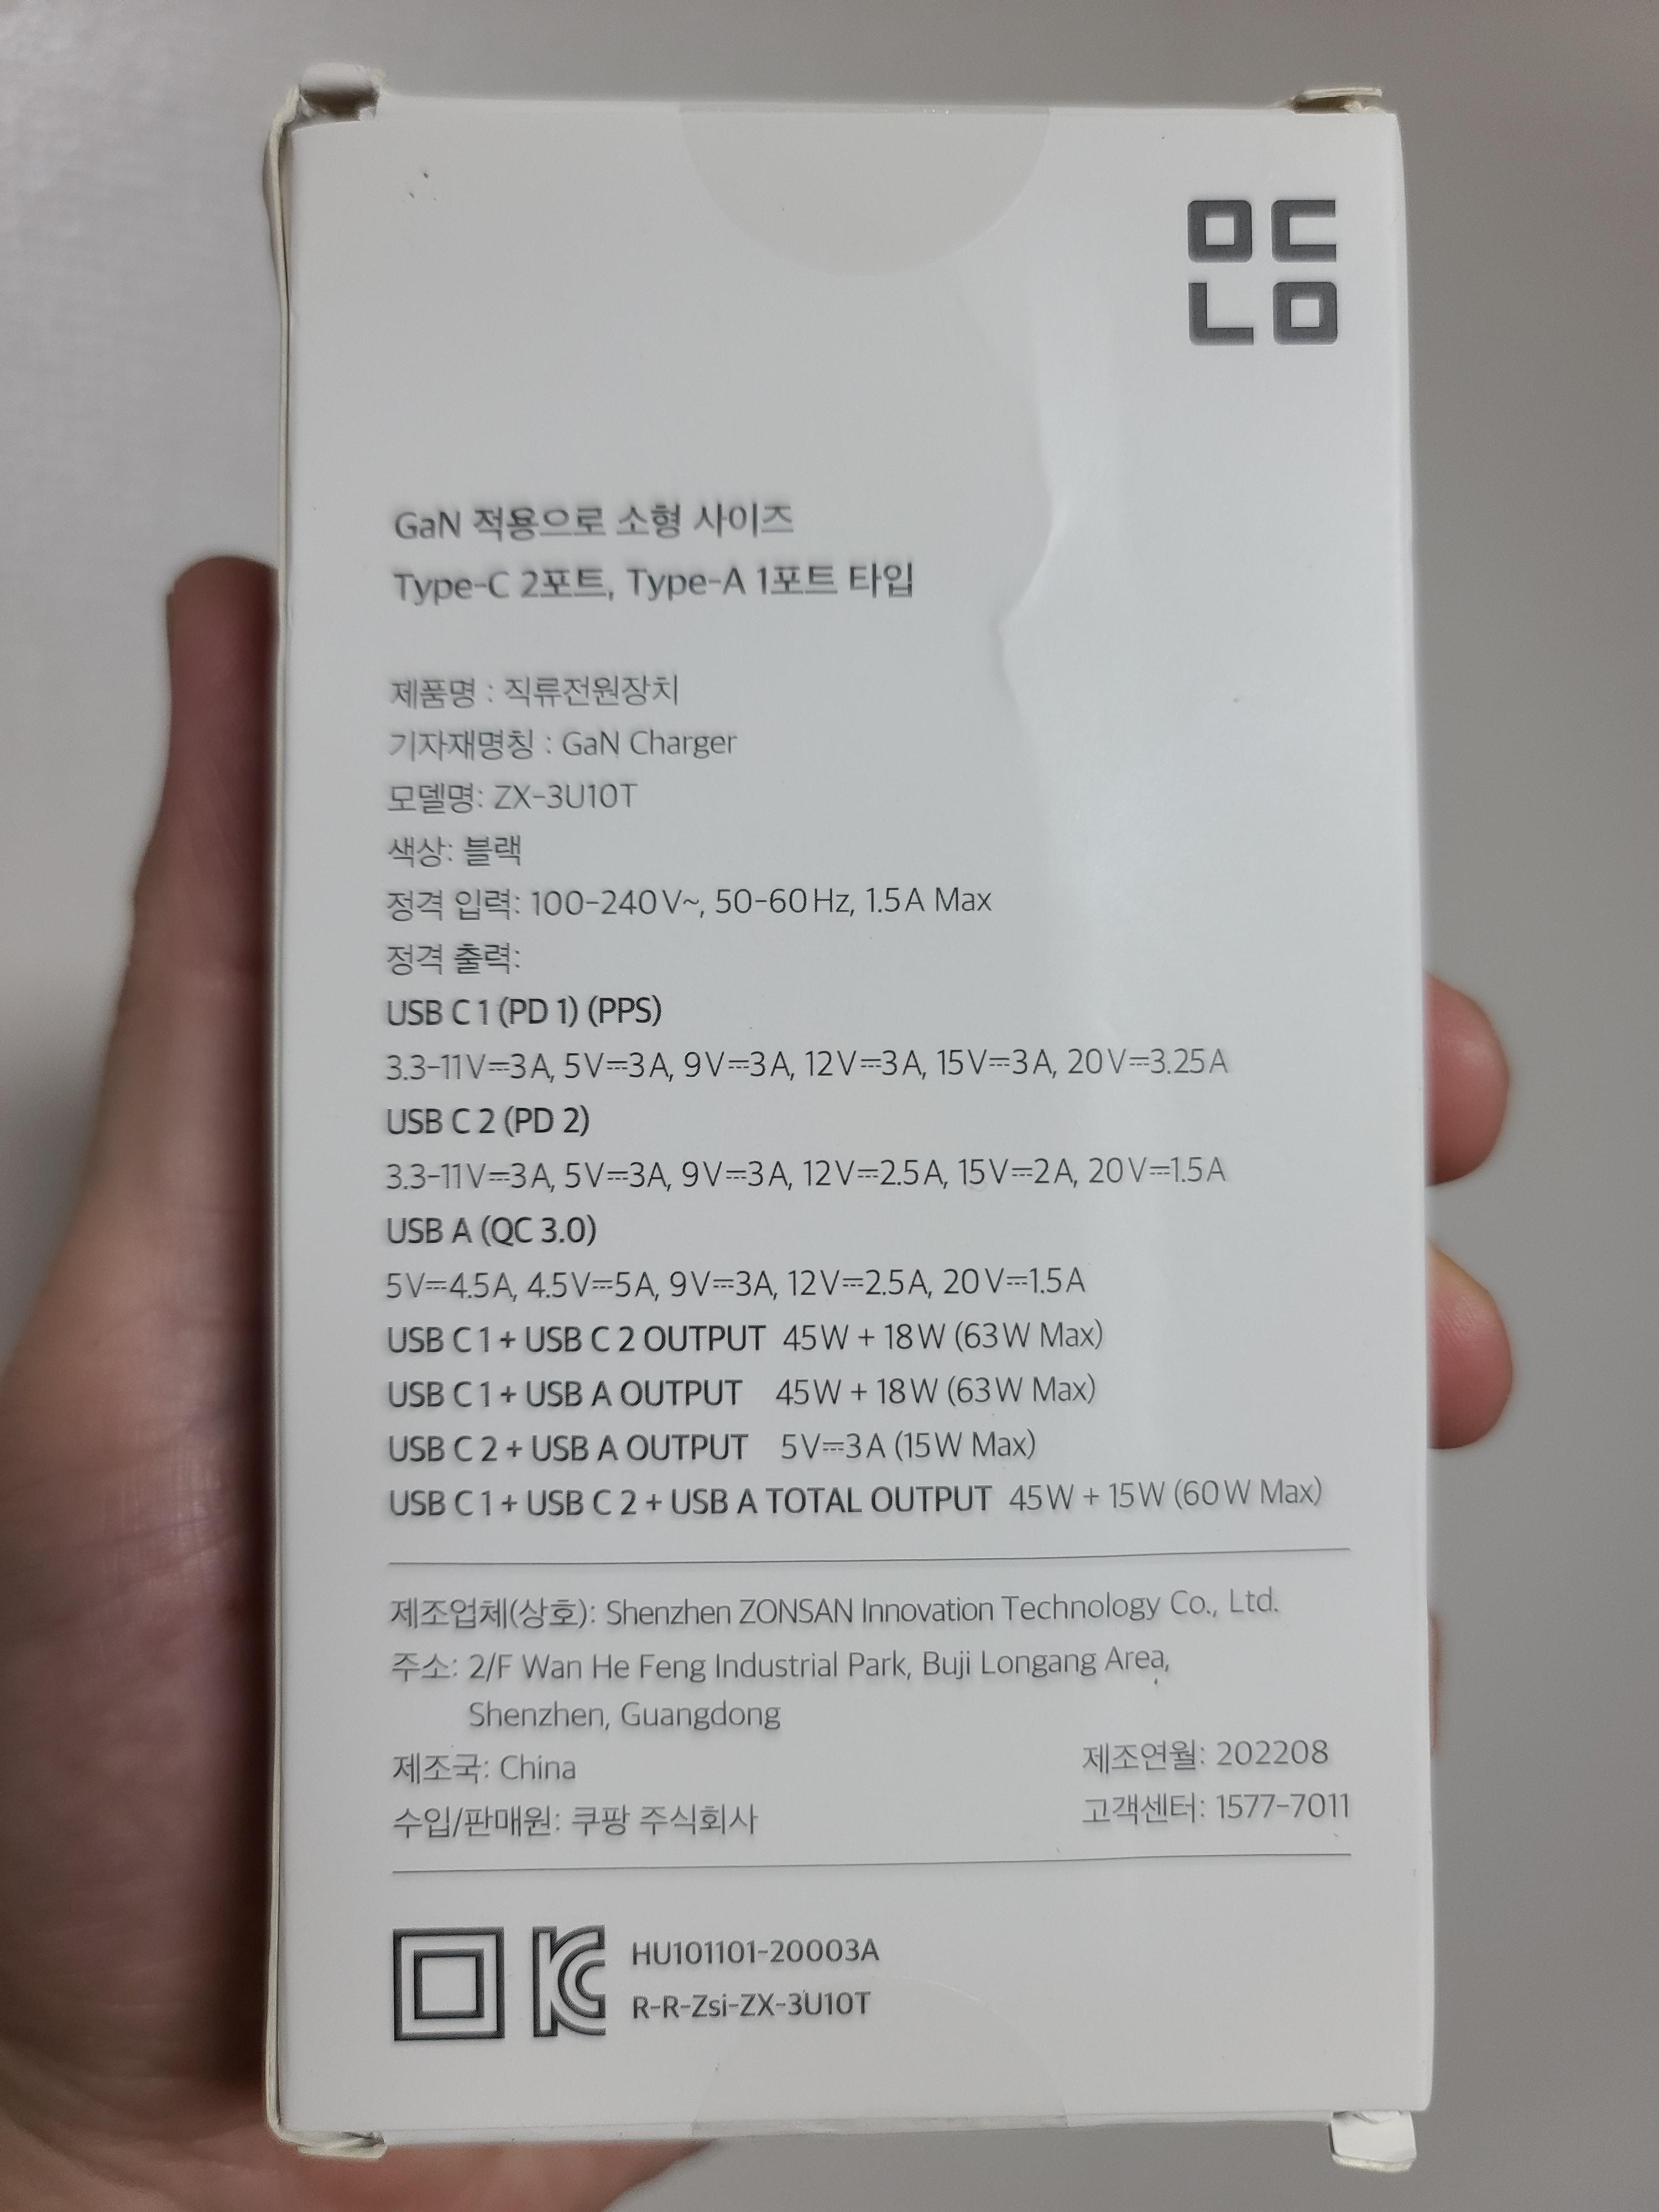 OC
LO
GaN 적용으로 소형 사이즈
Type-C 2포트, Type-A 1포트 타입
제품명 : 직류전원장치
기자재명칭 : GaN Charger
모델명: ZX-3U10T
색상: 블랙
정격 입력: 100-240V~, 50-60Hz, 1.5A Max
정격 출력:
USB C 1 (PD 1) (PPS)
3.3-11V⎓3A, 5V⎓3A, 9V⎓3A, 12V⎓3A, 15V⎓3A, 20V⎓3.25A
USB C 2 (PD 2)
3.3-11V⎓3A, 5V⎓3A, 9V⎓3A, 12V⎓2.5A, 15V⎓2A, 20V⎓1.5A
USB A (QC 3.0)
5V⎓4.5A, 4.5V⎓5A, 9V⎓3A, 12V⎓2.5A, 20V⎓1.5A
USB C 1 + USB C 2 OUTPUT 45W + 18W (63W Max)
USB C 1 + USB A OUTPUT 45W + 18W (63W Max)
USB C 2 + USB A OUTPUT 5V⎓3A (15W Max)
USB C 1 + USB C 2 + USB A TOTAL OUTPUT 45W + 15W (60W Max)
제조업체(상호): Shenzhen ZONSAN Innovation Technology Co., Ltd.
주소: 2/F Wan He Feng Industrial Park, Buji Longang Area,
Shenzhen, Guangdong
제조국: China
제조연월: 202208
수입/판매원: 쿠팡 주식회사
고객센터: 1577-7011
KC
HU101101-20003A
R-R-Zsi-ZX-3U10T